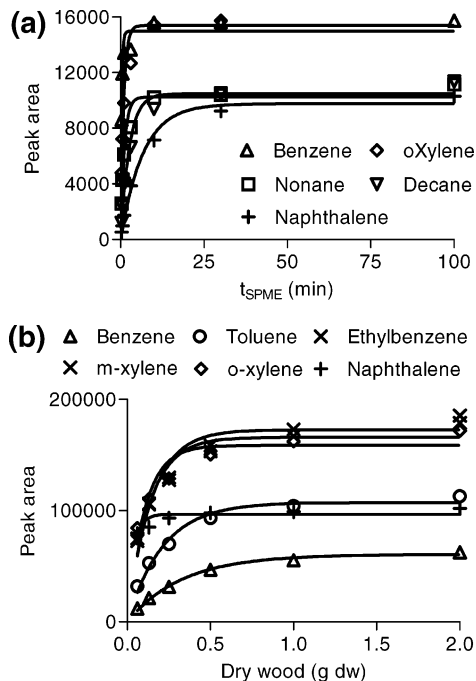 (a)
16000
12000
8000
4000
0
Peak area
Benzene oXylene
Nonane Decane
Naphthalene
0 25 50 75 100
tSPME (min)
(b)
Benzene Toluene Ethylbenzene
m-xylene o-xylene Naphthalene
200000
100000
0
Peak area
0.0 0.5 1.0 1.5 2.0
Dry wood (g dw)